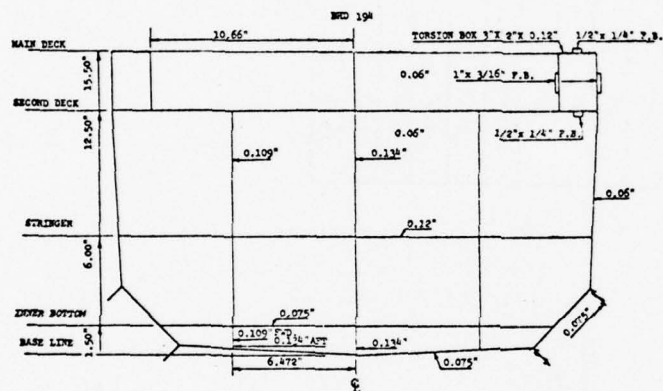 BHD 194
10.66"
TORSION BOX 3"X 2"X 0.12"
1/2"x 1/4" F.B.
MAIN DECK
15.50"
0.06"
1"x 3/16" F.B.
SECOND DECK
12.50"
0.06"
1/2"x 1/4" F.B.
0.109"
0.134"
0.06"
STRINGER
0.12"
6.00"
INNER BOTTOM
0.075"
0.075"
1.50"
0.109" FWD
0.134" AFT
0.134"
BASE LINE
0.075"
6.472"